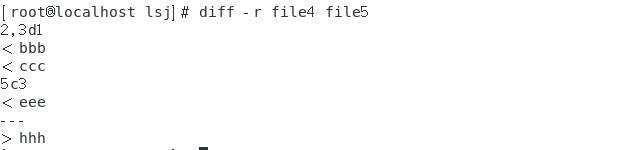 [root@localhost lsj]# diff -r file4 file5
2,3d1
< bbb
< ccc
5c3
< eee
---
> hhh